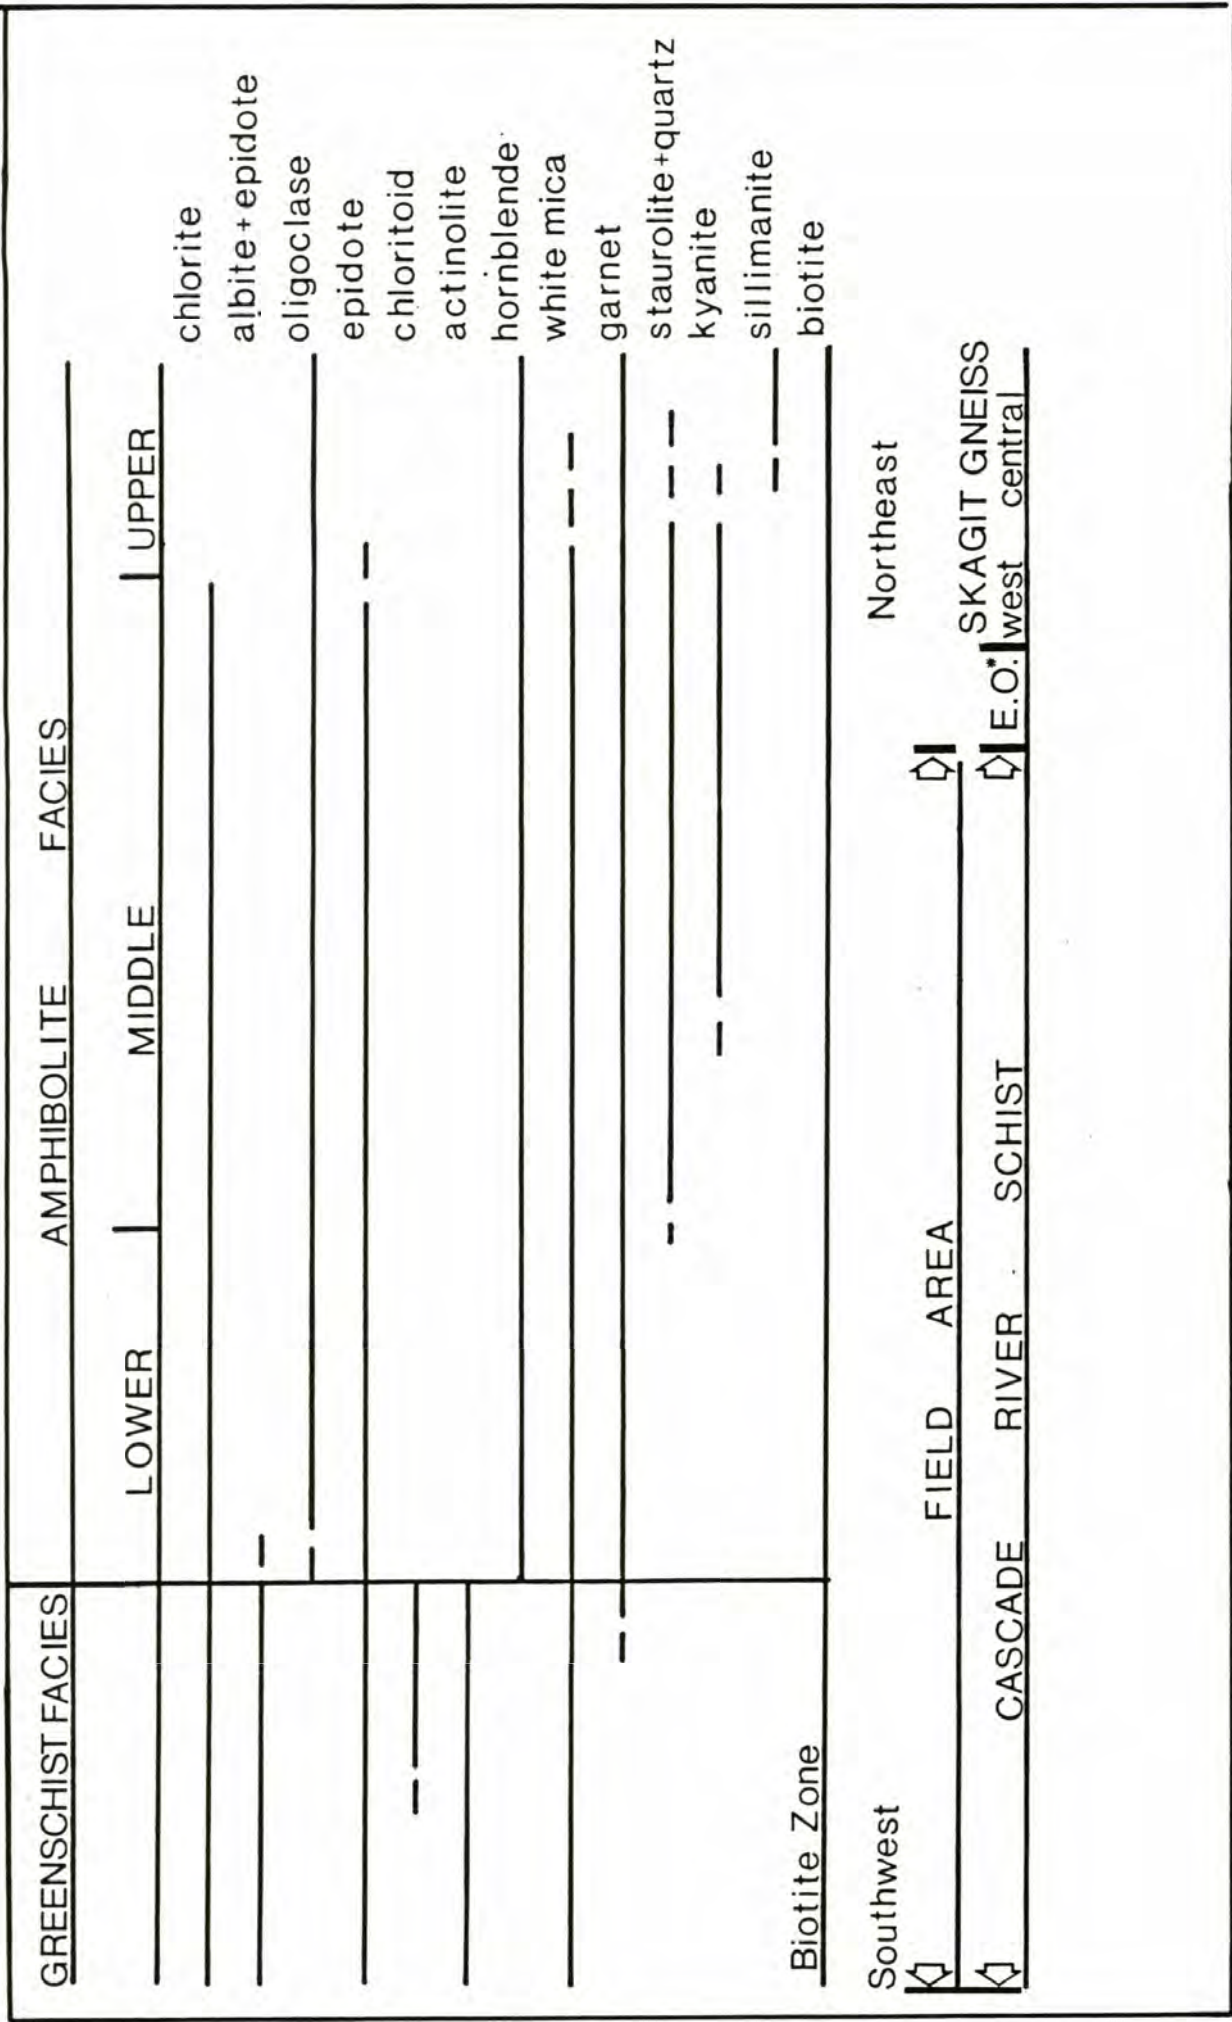 GREENSCHIST FACIES
AMPHIBOLITE FACIES
LOWER
MIDDLE
UPPER
chlorite
albite+epidote
oligoclase
epidote
chloritoid
actinolite
hornblende
white mica
garnet
staurolite+quartz
kyanite
sillimanite
Biotite Zone
biotite
Southwest
Northeast
FIELD AREA
SKAGIT GNEISS
CASCADE RIVER SCHIST
E.O.*
west central